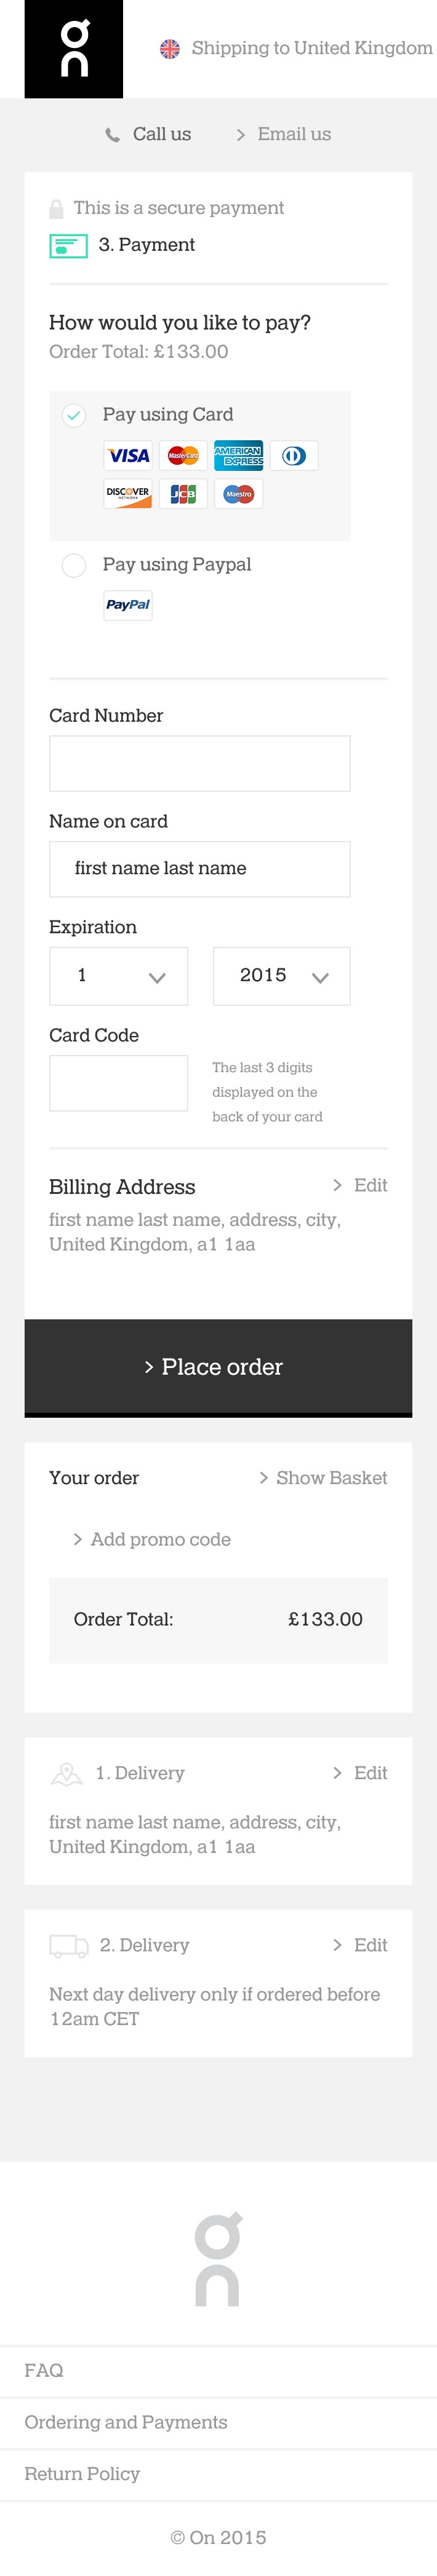 Shipping to United Kingdom
Call us
Email us
This is a secure payment
3. Payment
How would you like to pay?
Order Total: £133.00
Pay using Card
VISA MasterCard AMERICAN EXPRESS
DISCOVER NETWORK JCB Maestro
Pay using Paypal
PayPal
Card Number
Name on card
first name last name
Expiration
1 2015
Card Code
The last 3 digits
displayed on the
back of your card
Billing Address
Edit
first name last name, address, city,
United Kingdom, a1 1aa
Place order
Your order
Show Basket
Add promo code
Order Total: £133.00
1. Delivery
Edit
first name last name, address, city,
United Kingdom, a1 1aa
2. Delivery
Edit
Next day delivery only if ordered before
12am CET
FAQ
Ordering and Payments
Return Policy
© On 2015